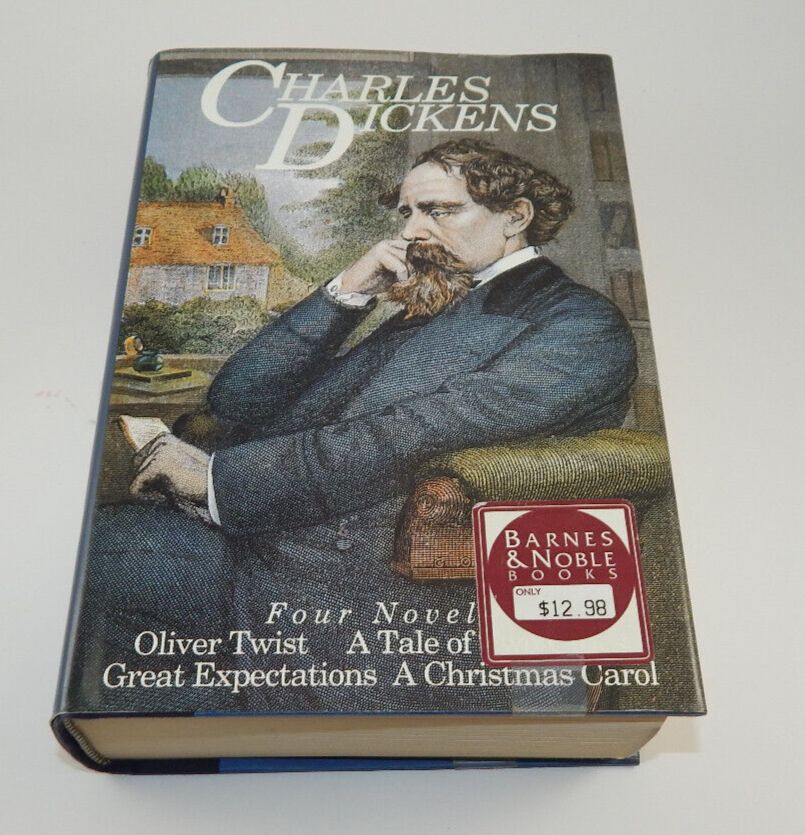 CHARLES
DICKENS
Four Novel
Oliver Twist A Tale of
Great Expectations A Christmas Carol
BARNES
& NOBLE
BOOKS
ONLY
$12.98